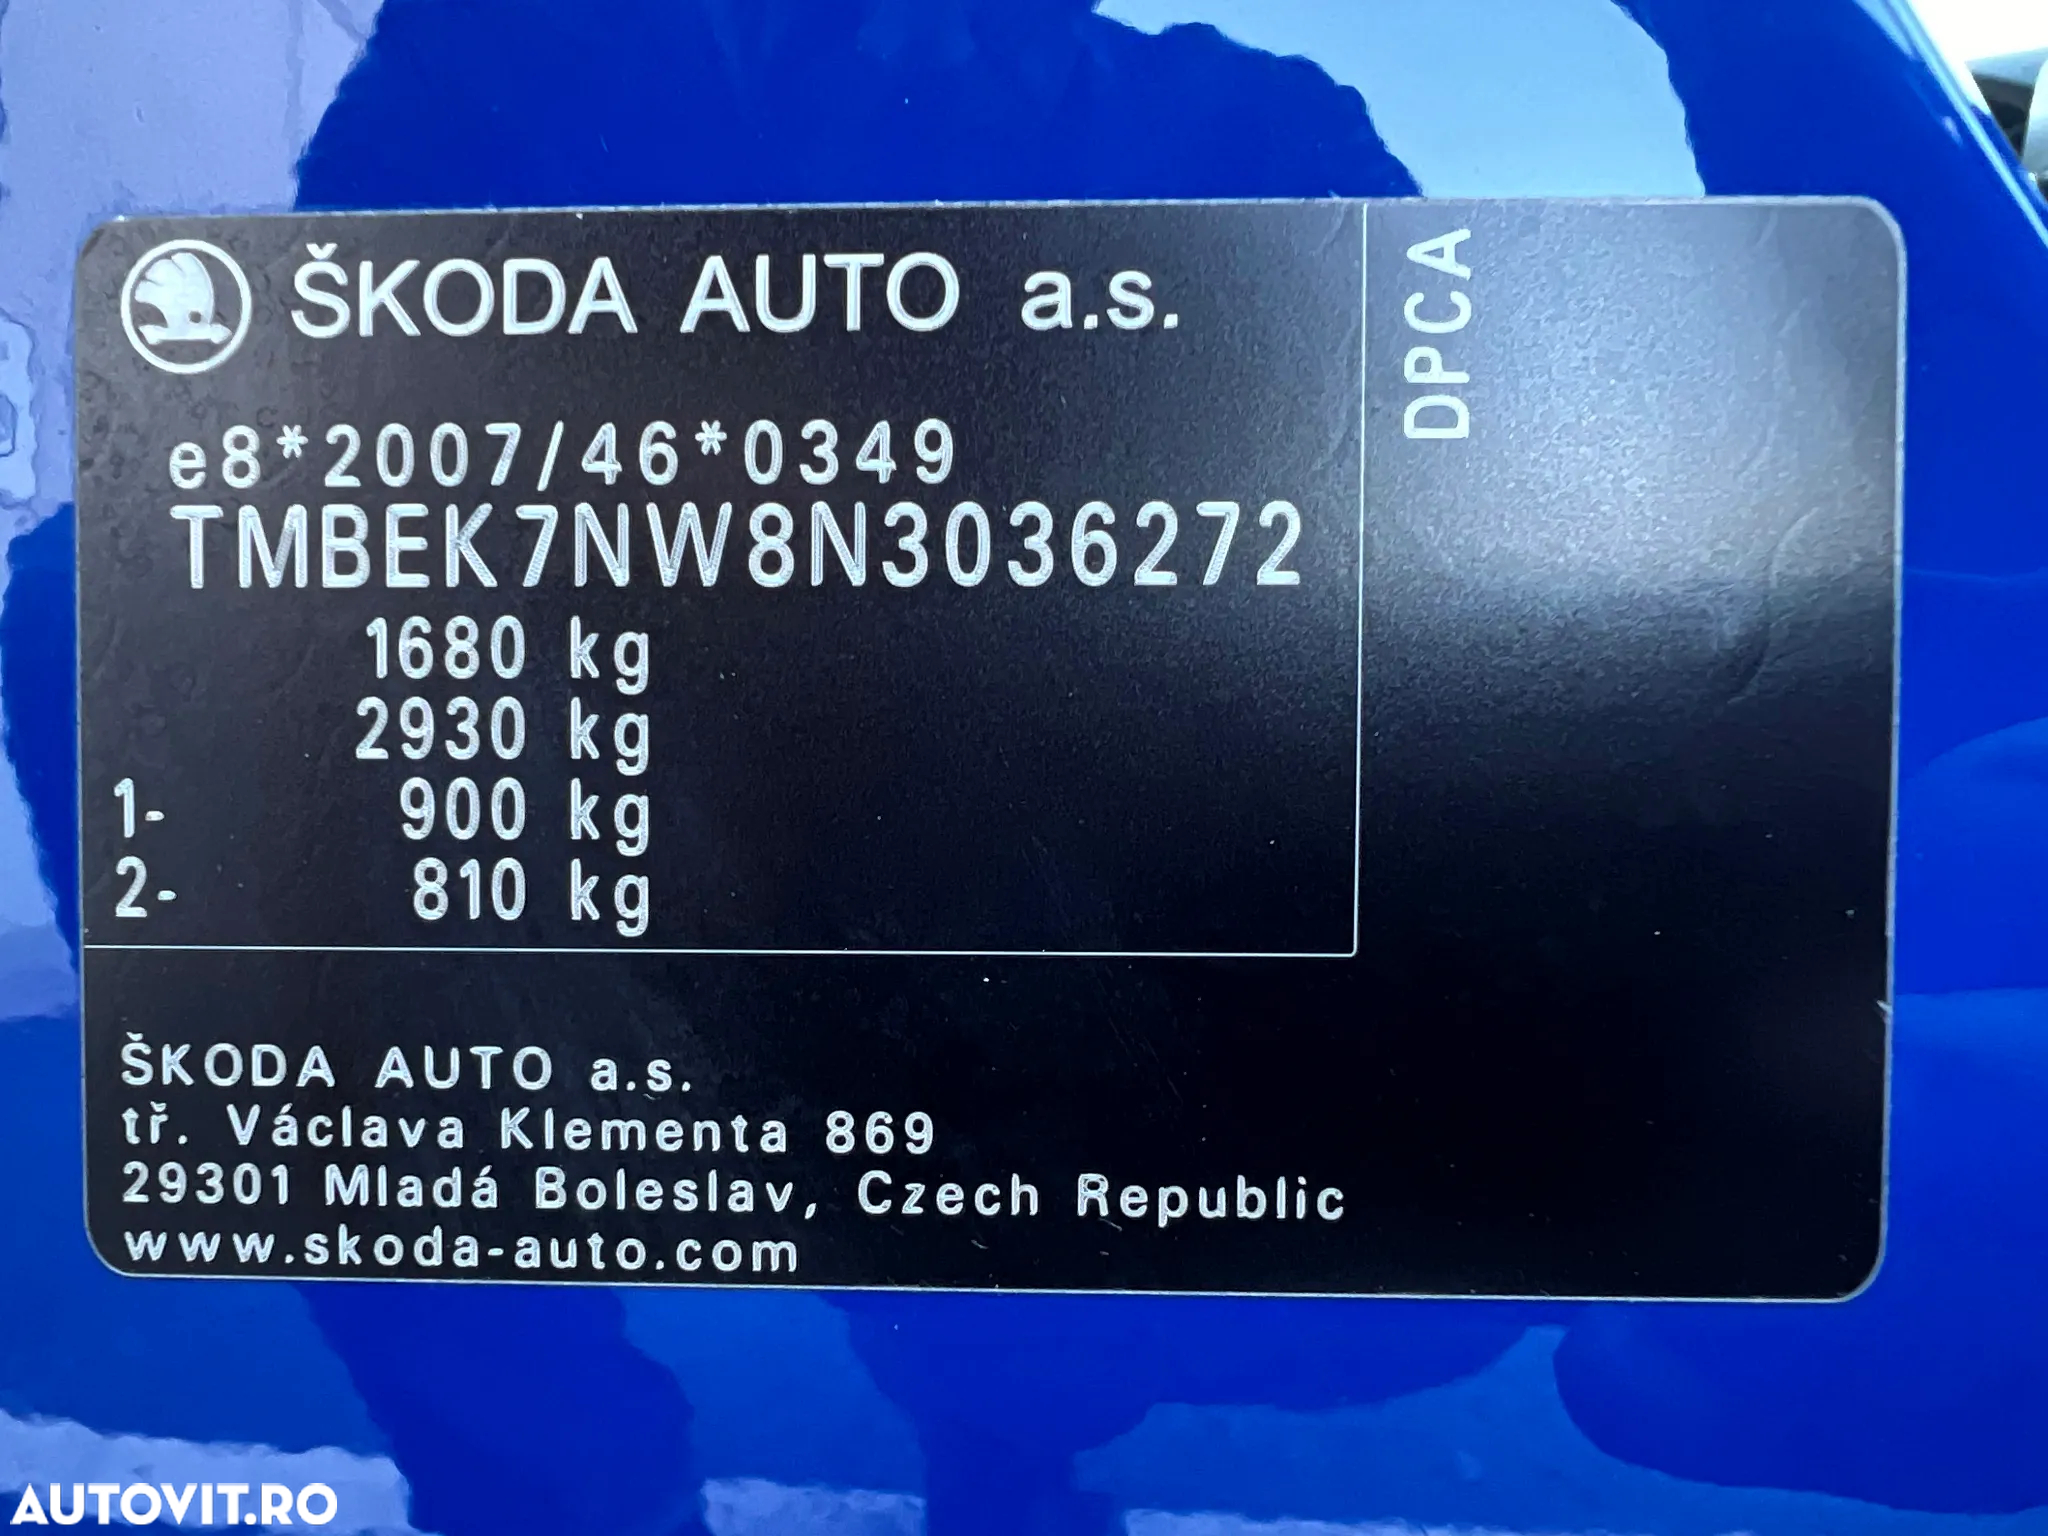 ŠKODA AUTO a.s.
DPCA
e8*2007/46*0349
TMBEK7NW8N3036272
1680 kg
2930 kg
1- 900 kg
2- 810 kg
ŠKODA AUTO a.s.
tř. Václava Klementa 869
29301 Mladá Boleslav, Czech Republic
www.skoda-auto.com
AUTOVIT.RO